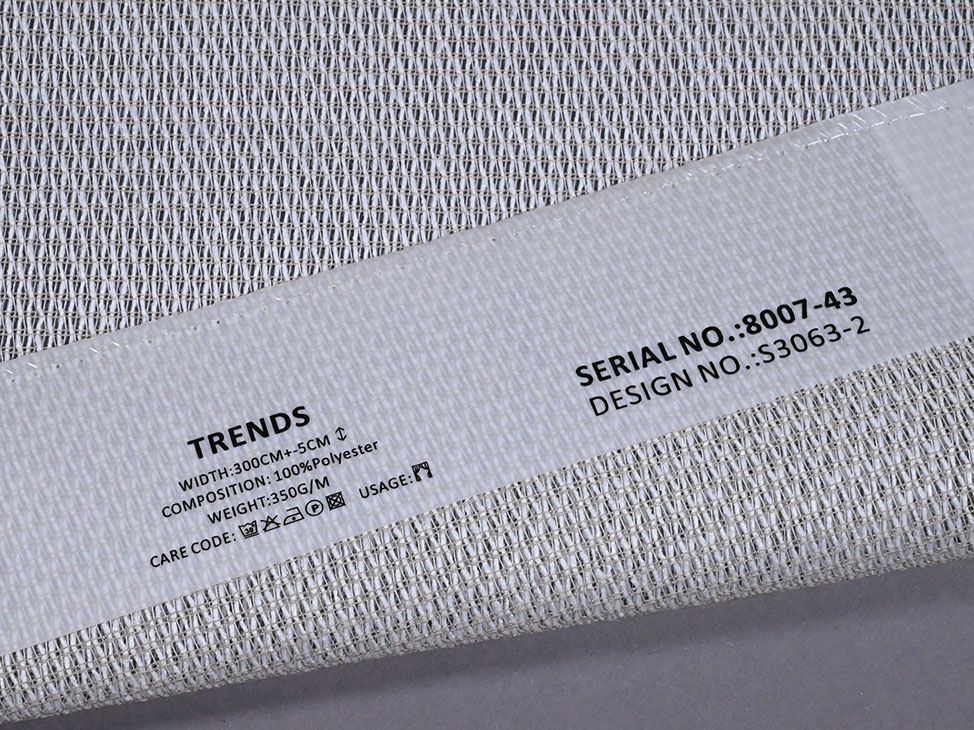 TRENDS
WIDTH:300CM+-5CM
COMPOSITION: 100%Polyester
WEIGHT:350G/M
CARE CODE: 30 P USAGE:
SERIAL NO.:8007-43
DESIGN NO.:S3063-2